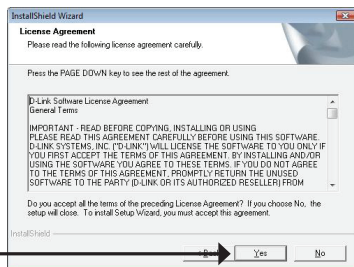 InstallShield Wizard
License Agreement
Please read the following license agreement carefully.
Press the PAGE DOWN key to see the rest of the agreement.
D-Link Software License Agreement
General Terms
IMPORTANT - READ BEFORE COPYING, INSTALLING OR USING
PLEASE READ THIS AGREEMENT CAREFULLY BEFORE USING THIS SOFTWARE.
D-LINK SYSTEMS, INC. ("D-LINK") WILL LICENSE THE SOFTWARE TO YOU ONLY IF
YOU FIRST ACCEPT THE TERMS OF THIS AGREEMENT. BY INSTALLING AND/OR
USING THE SOFTWARE YOU AGREE TO THESE TERMS. IF YOU DO NOT AGREE
TO THE TERMS OF THIS AGREEMENT, PROMPTLY RETURN THE UNUSED
SOFTWARE TO THE PARTY (D-LINK OR ITS AUTHORIZED RESELLER) FROM
Do you accept all the terms of the preceding License Agreement? If you choose No, the
setup will close. To install Setup Wizard, you must accept this agreement.
InstallShield
Yes
No